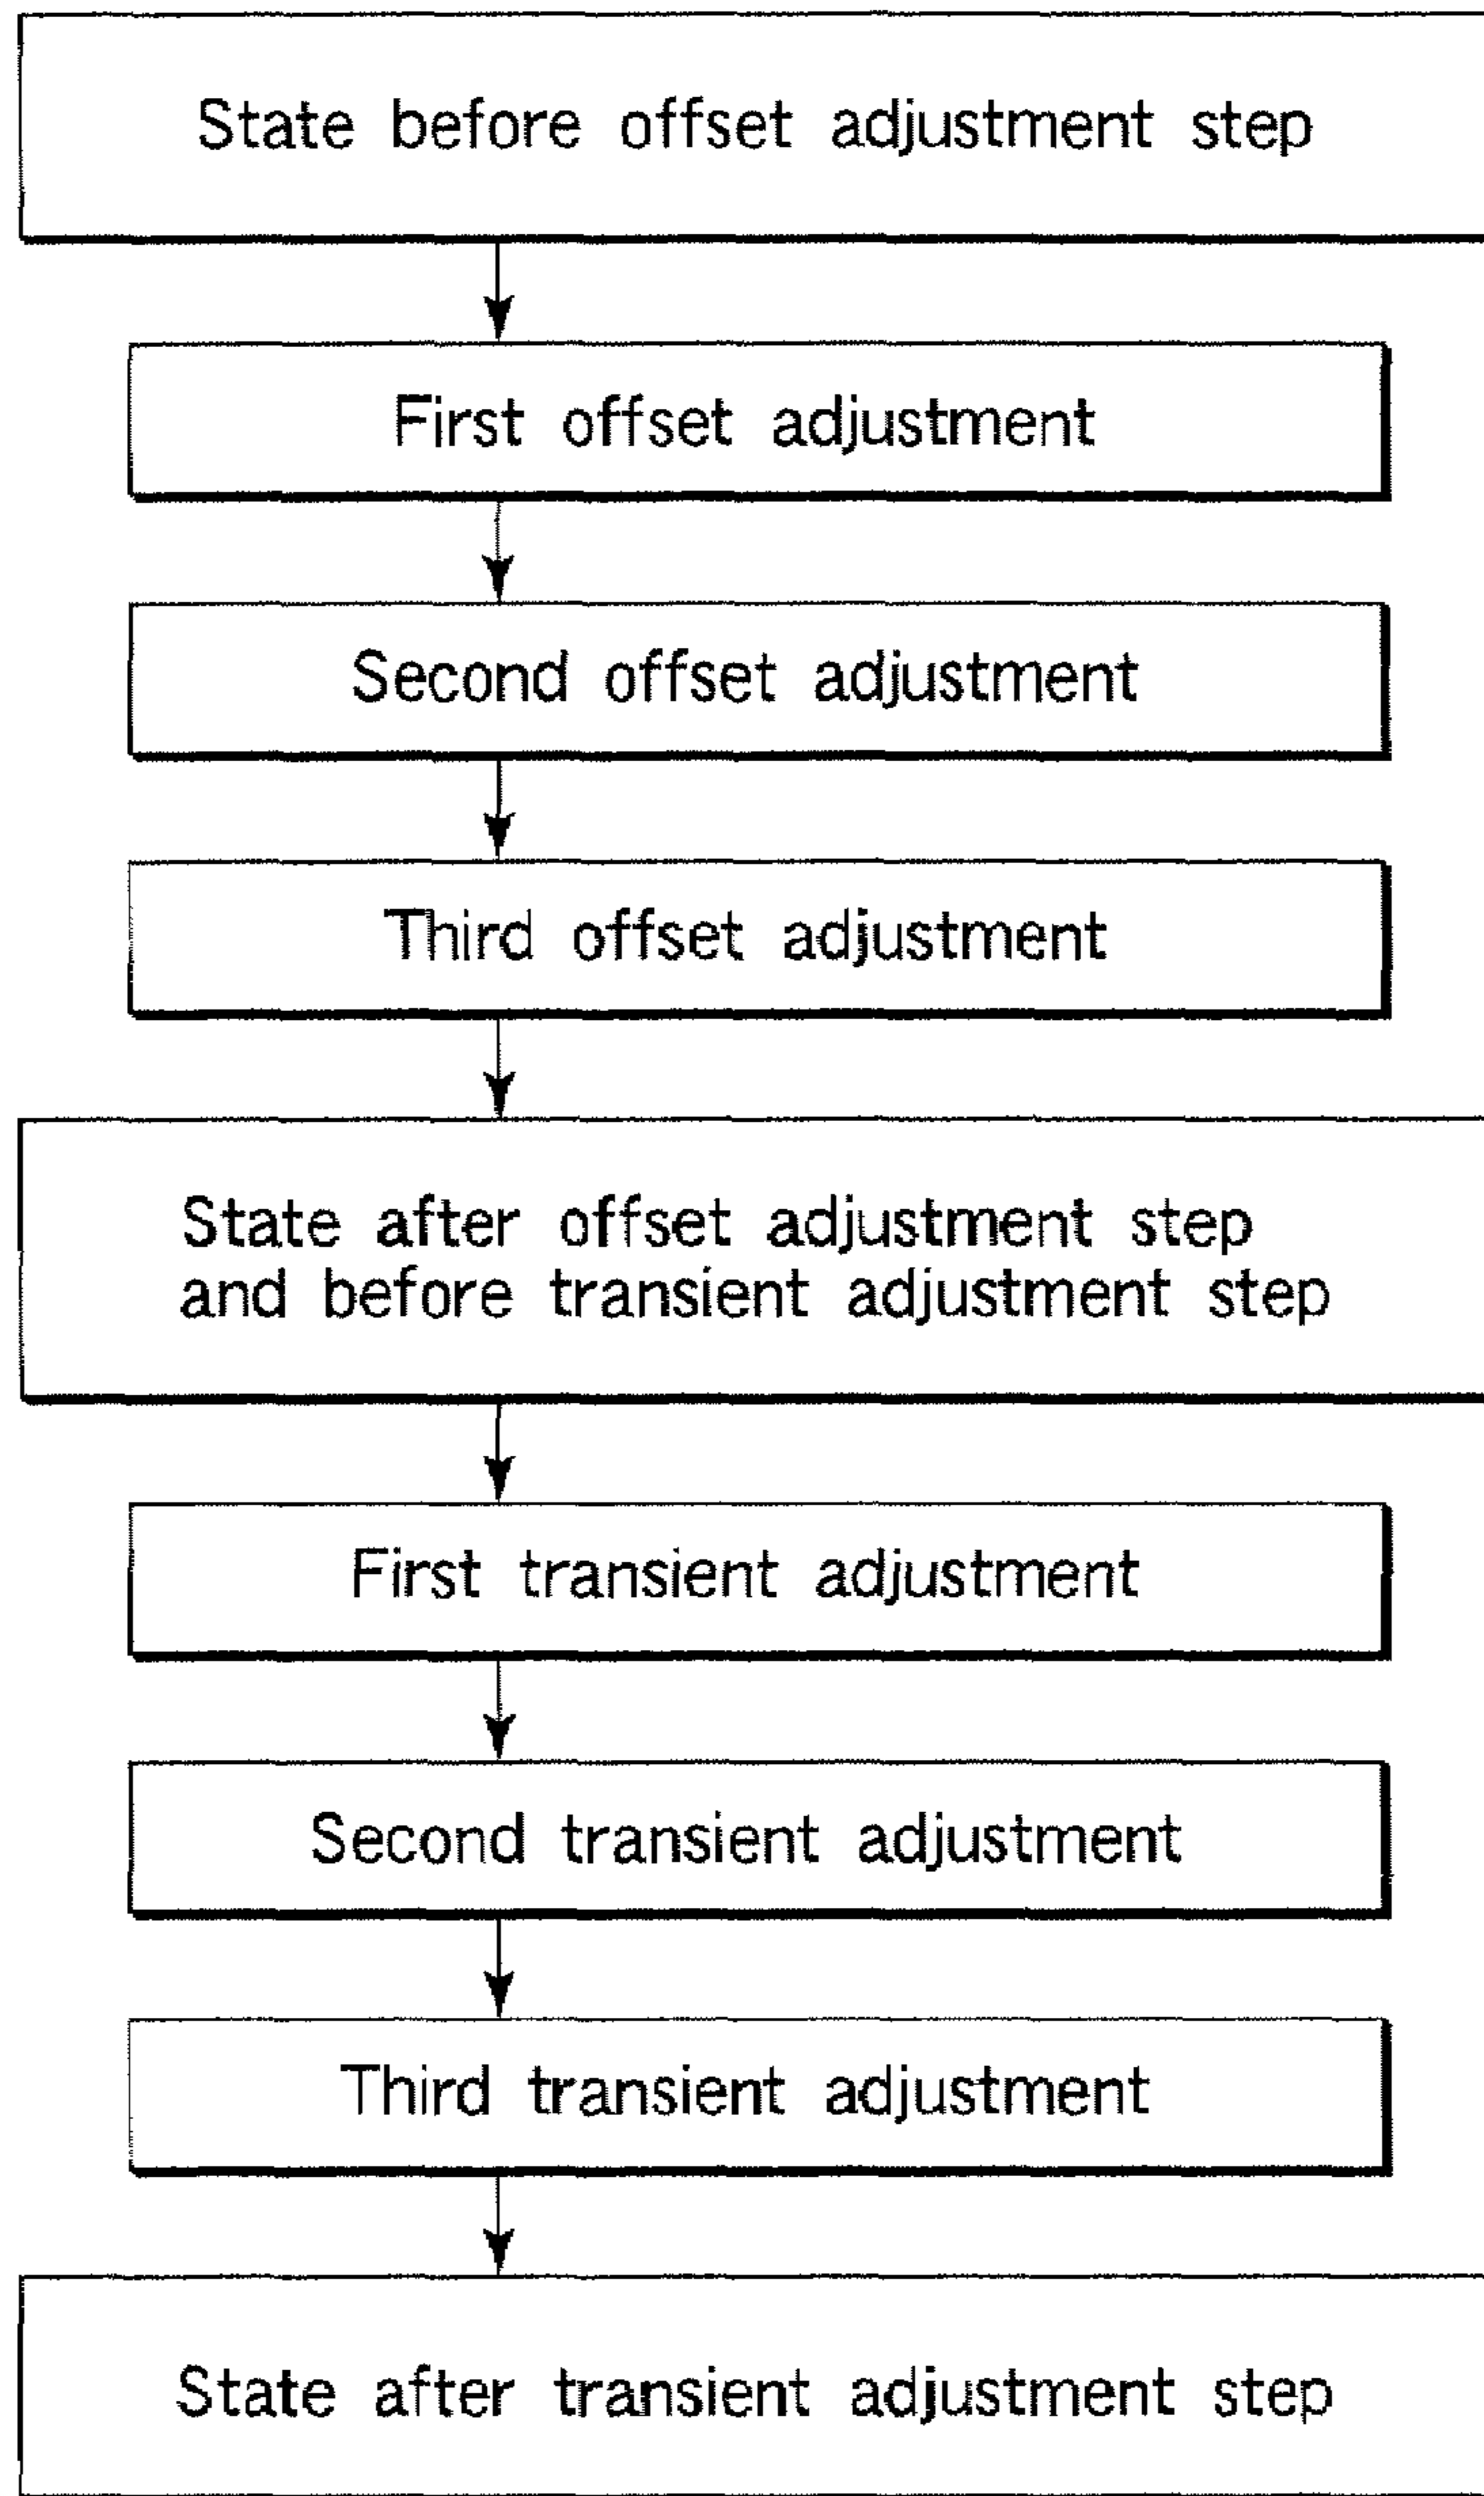 State before offset adjustment step
First offset adjustment
Second offset adjustment
Third offset adjustment
State after offset adjustment step
and before transient adjustment step
First transient adjustment
Second transient adjustment
Third transient adjustment
State after transient adjustment step